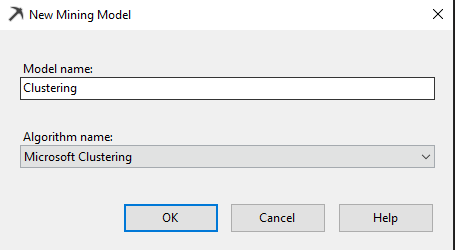 New Mining Model
Model name:
Clustering
Algorithm name:
Microsoft Clustering
OK
Cancel
Help